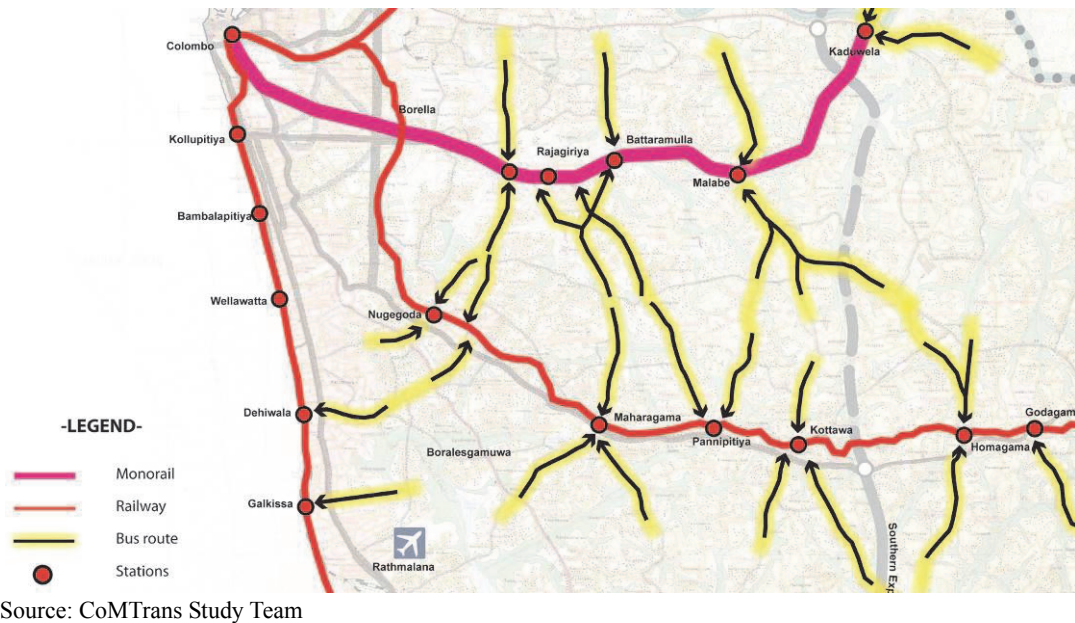 Colombo
Kaduwela
Borella
Kollupitiya
Rajagiriya
Battaramulla
Malabe
Bambalapitiya
Wellawatta
Nugegoda
Dehiwala
Maharagama
Pannipitiya
Kottawa
Godagam
Homagama
Boralesgamuwa
Galkissa
Rathmalana
Southern Exp
-LEGEND-
Monorail
Railway
Bus route
Stations
Source: CoMTrans Study Team